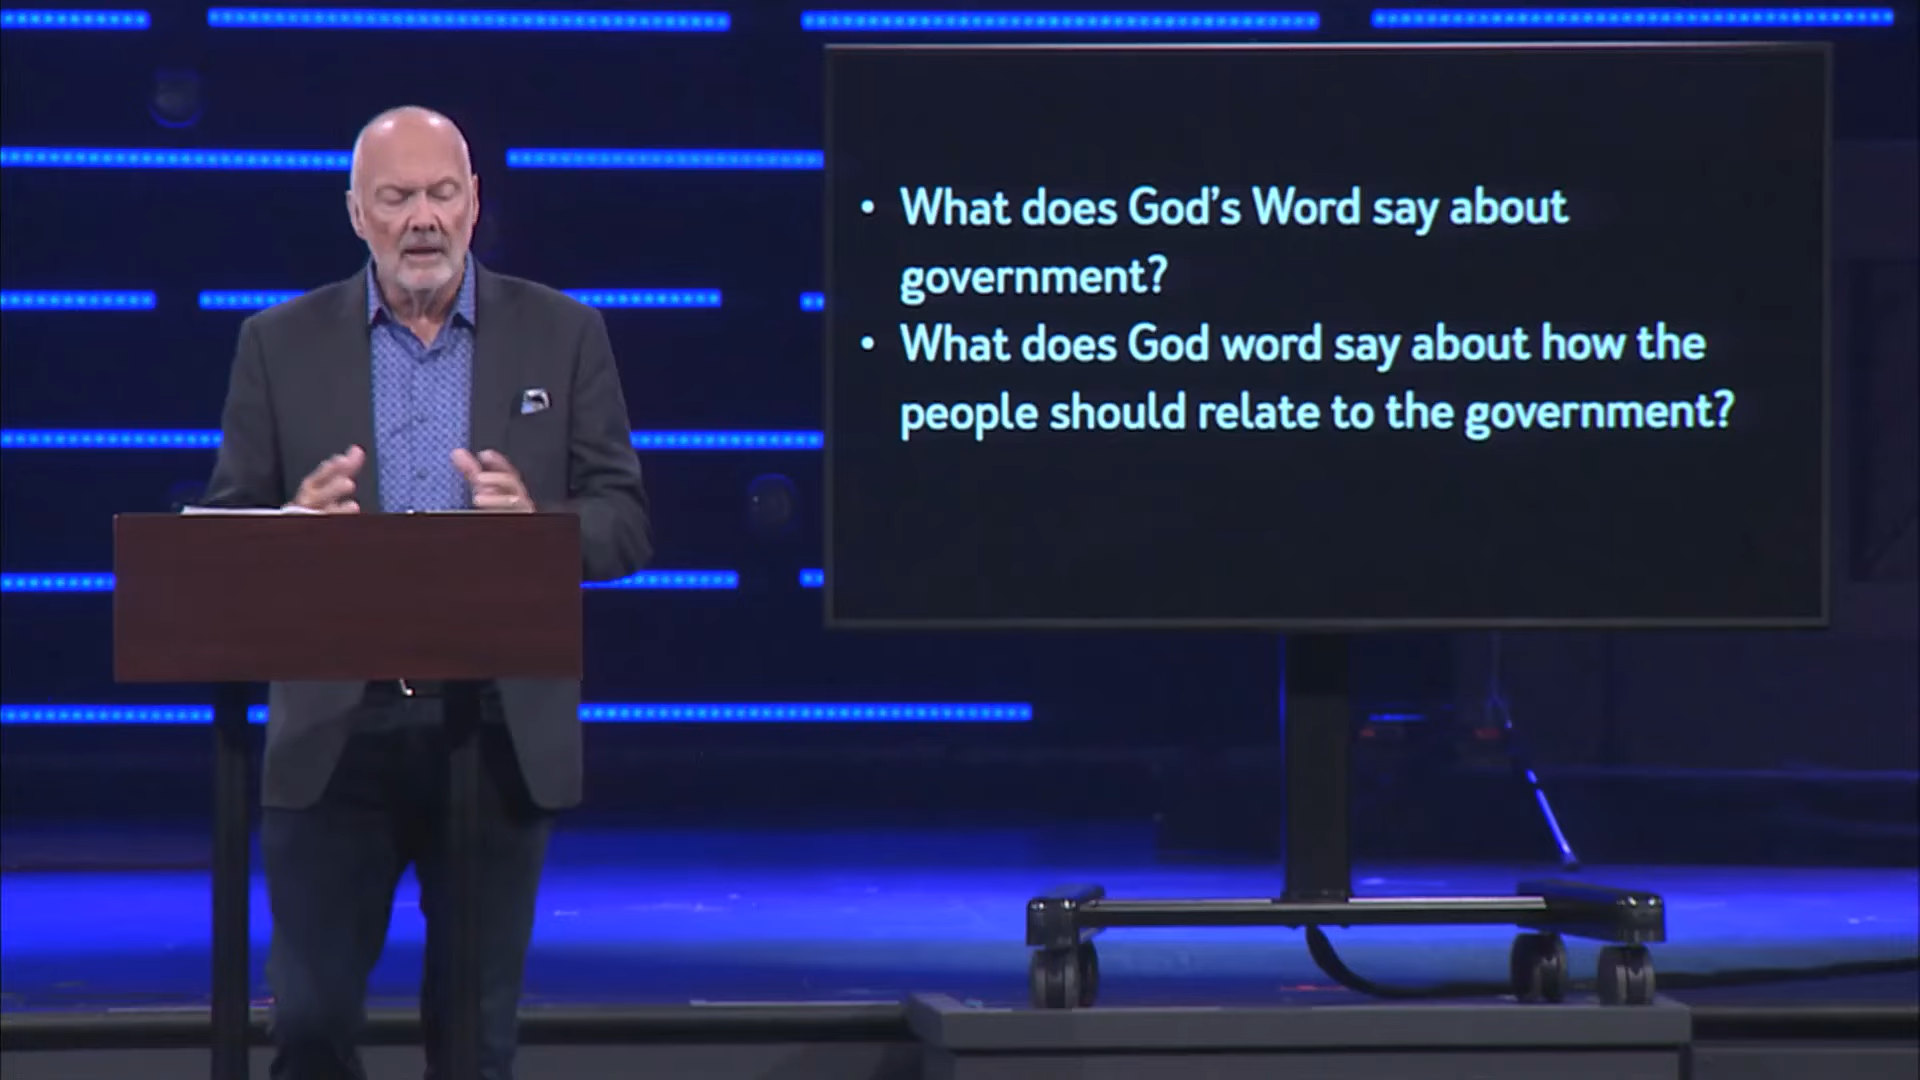 • What does God’s Word say about
government?
• What does God word say about how the
people should relate to the government?